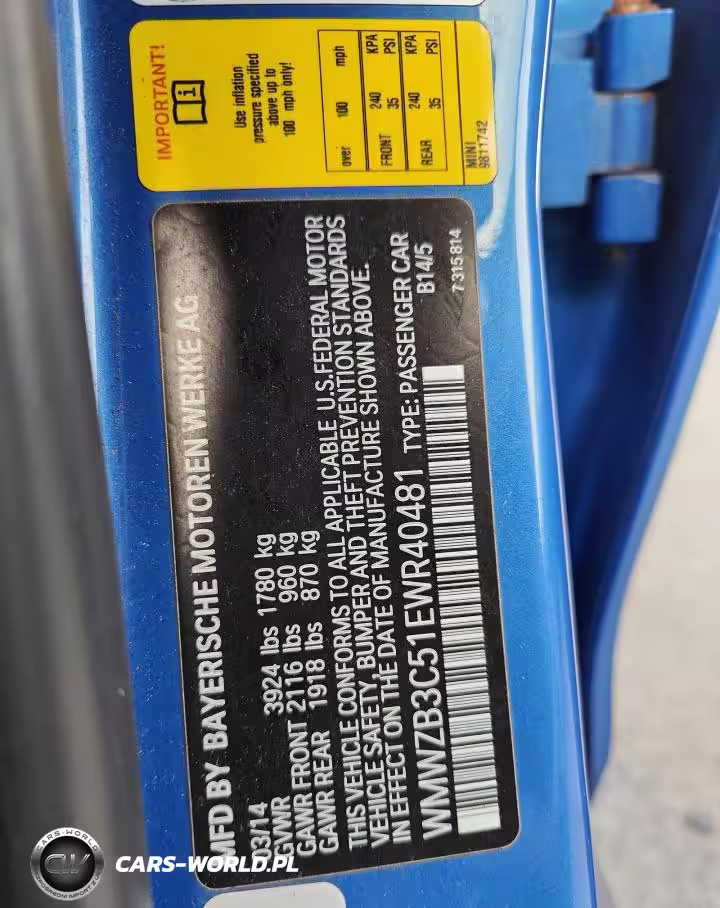 IMPORTANT!
Use inflation
pressure specified
above up to
100 mph only!
over 100 mph
FRONT 240 KPA
35 PSI
REAR 240 KPA
35 PSI
MINI
9811742
MFD BY BAYERISCHE MOTOREN WERKE AG
03/14
GVWR 3924 lbs 1780 kg
GAWR FRONT 2116 lbs 960 kg
GAWR REAR 1918 lbs 870 kg
THIS VEHICLE CONFORMS TO ALL APPLICABLE U.S.FEDERAL MOTOR
VEHICLE SAFETY, BUMPER AND THEFT PREVENTION STANDARDS
IN EFFECT ON THE DATE OF MANUFACTURE SHOWN ABOVE.
WMWZB3C51EWR40481 TYPE: PASSENGER CAR
B14/5
7 315 814
CARS-WORLD
CW
CARS-WORLD.PL